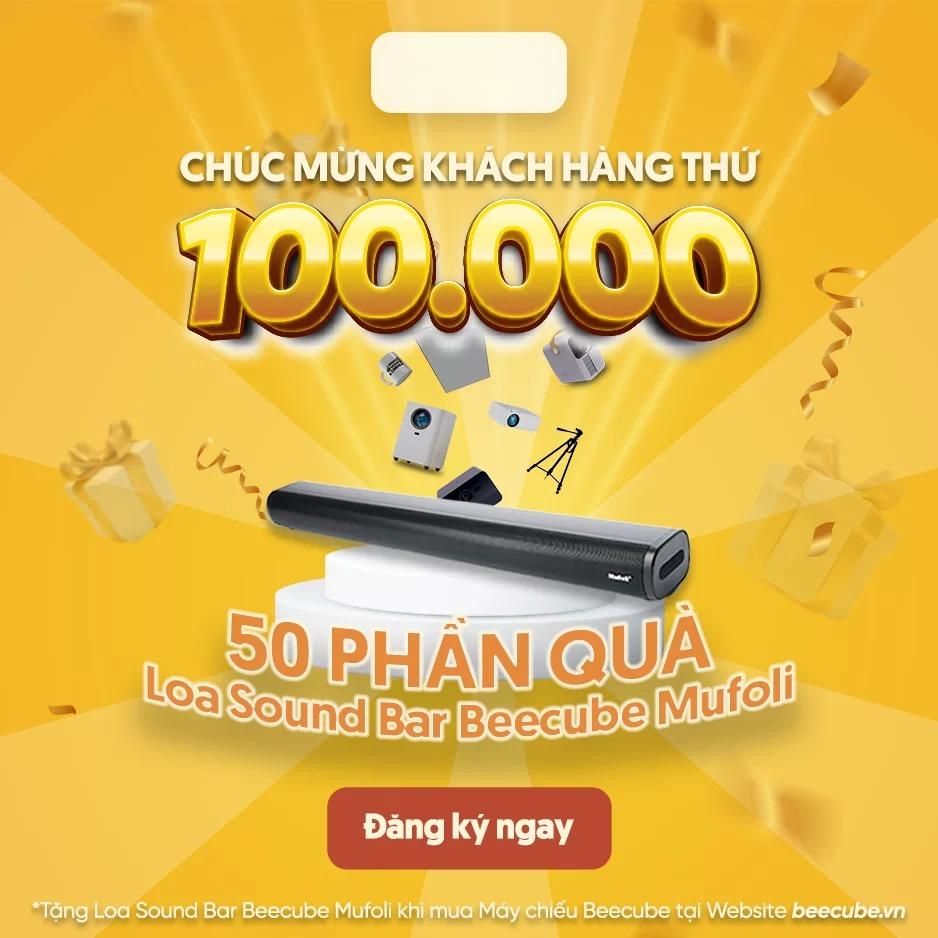 CHÚC MỪNG KHÁCH HÀNG THỨ
100.000
Mufoli
50 PHẦN QUÀ
Loa Sound Bar Beecube Mufoli
Đăng ký ngay
*Tặng Loa Sound Bar Beecube Mufoli khi mua Máy chiếu Beecube tại Website beecube.vn